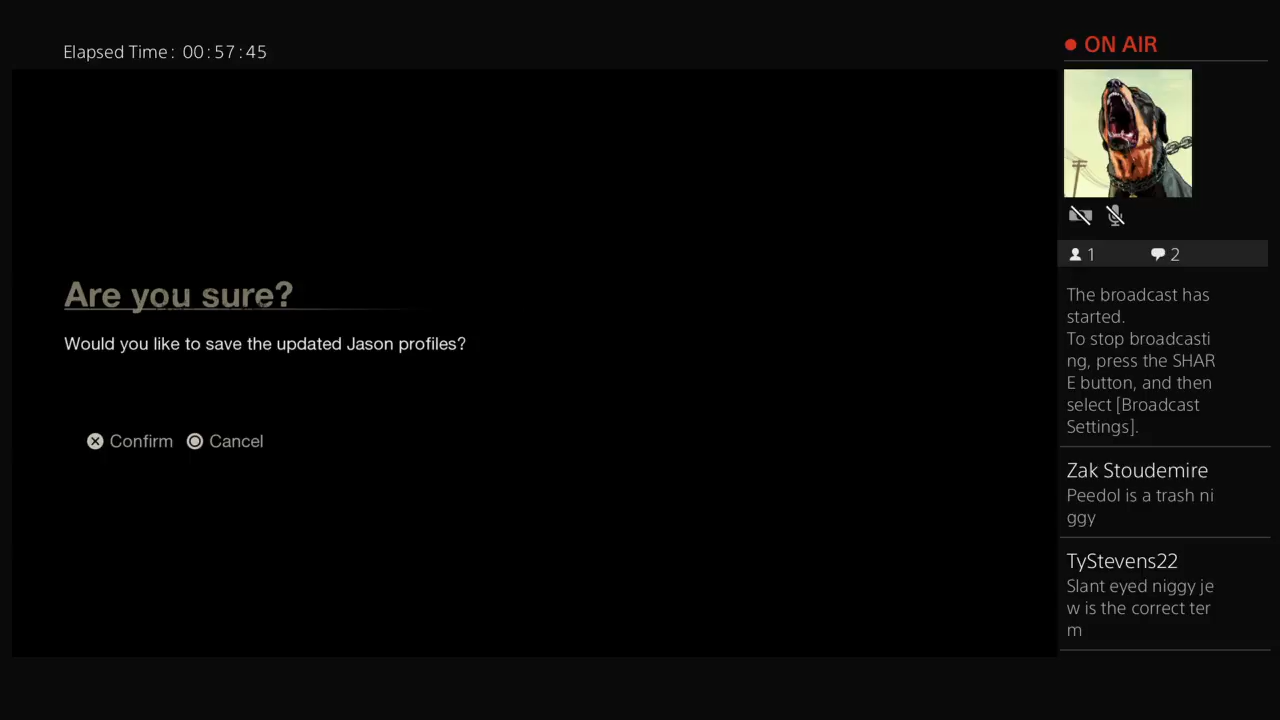 Elapsed Time: 00:57:45
ON AIR
1 2
Are you sure?
Would you like to save the updated Jason profiles?
Confirm Cancel
The broadcast has
started.
To stop broadcasti
ng, press the SHAR
E button, and then
select [Broadcast
Settings].
Zak Stoudemire
Peedol is a trash ni
ggy
TyStevens22
Slant eyed niggy je
w is the correct ter
m